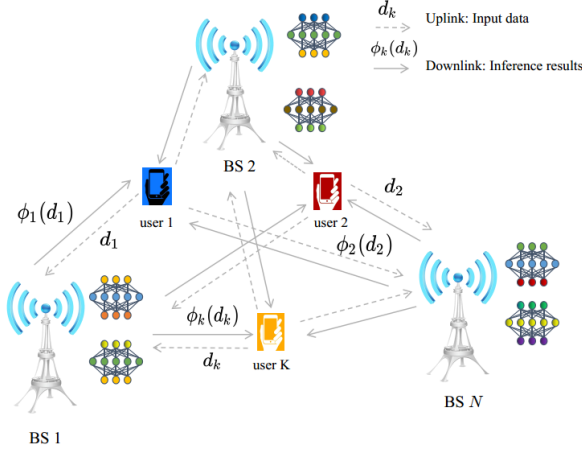 d_k
Uplink: Input data
ϕ_k(d_k)
Downlink: Inference results
BS 2
ϕ_1(d_1)
d_1
user 1
user 2
d_2
ϕ_2(d_2)
ϕ_k(d_k)
d_k
user K
BS 1
BS N